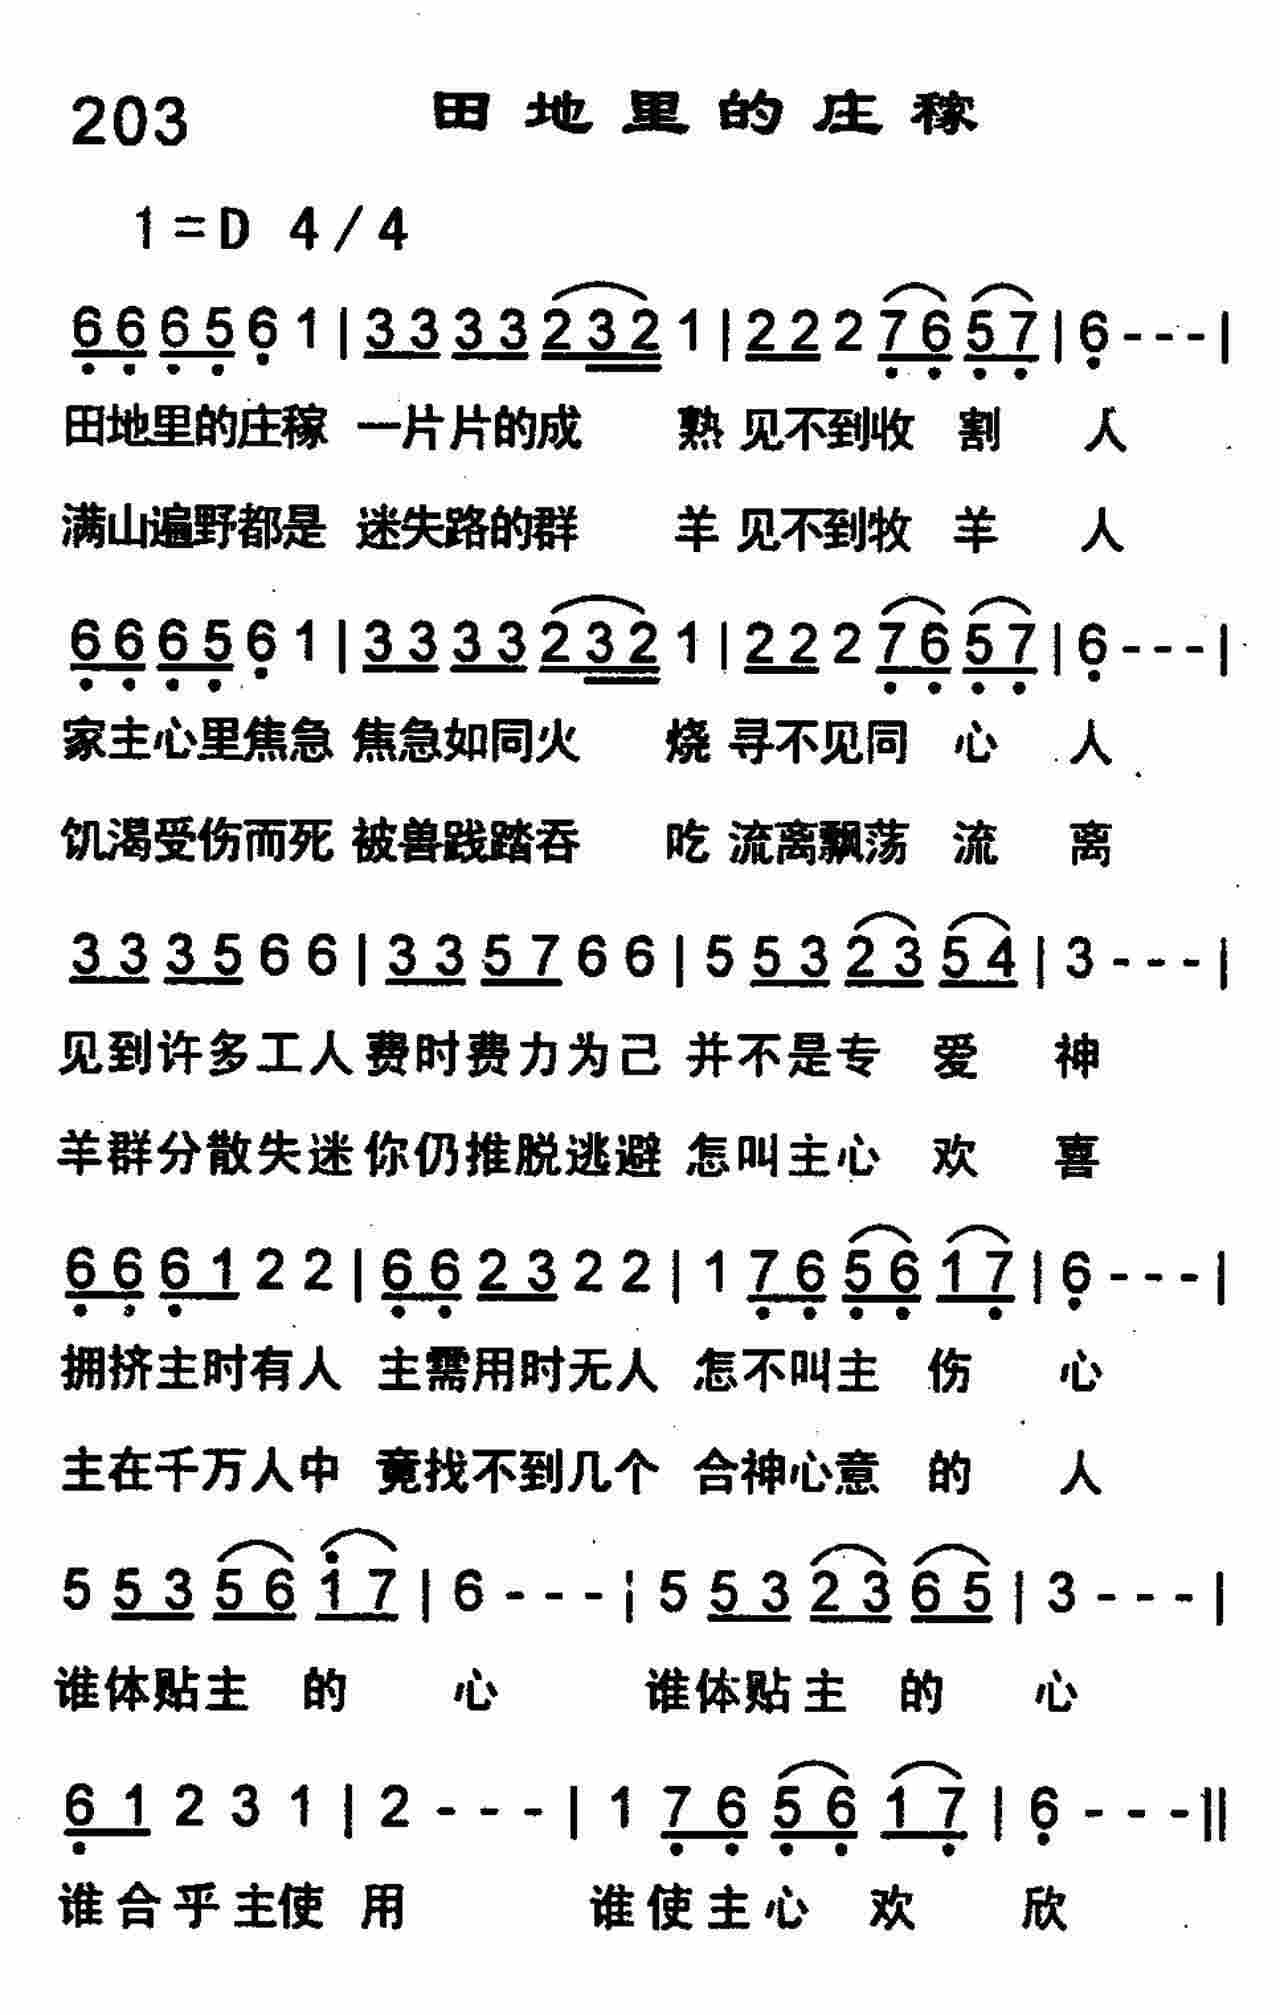 203 田地里的庄稼
1=D 4/4
6 6 6 5 6 1 | 3 3 3 3 2 3 2 1 | 2 2 2 7 6 5 7 | 6 - - - |
田地里的庄稼 一片片的成 熟 见不到收 割 人
满山遍野都是 迷失路的群 羊 见不到牧 羊 人
6 6 6 5 6 1 | 3 3 3 3 2 3 2 1 | 2 2 2 7 6 5 7 | 6 - - - |
家主心里焦急 焦急如同火 烧 寻不见同 心 人
饥渴受伤而死 被兽践踏吞 吃 流离飘荡 流 离
3 3 3 5 6 6 | 3 3 5 7 6 6 | 5 5 3 2 3 5 4 | 3 - - - |
见到许多工人 费时费力为己 并不是专 爱 神
羊群分散失迷 你仍推脱逃避 怎叫主心 欢 喜
6 6 6 1 2 2 | 6 6 2 3 2 2 | 1 7 6 5 6 1 7 | 6 - - - |
拥挤主时有人 主需用时无人 怎不叫主 伤 心
主在千万人中 竟找不到几个 合神心意 的 人
5 5 3 5 6 1 7 | 6 - - - | 5 5 3 2 3 6 5 | 3 - - - |
谁体贴主 的 心 谁体贴主 的 心
6 1 2 3 1 | 2 - - - | 1 7 6 5 6 1 7 | 6 - - - ||
谁合乎主使 用 谁使主心 欢 欣